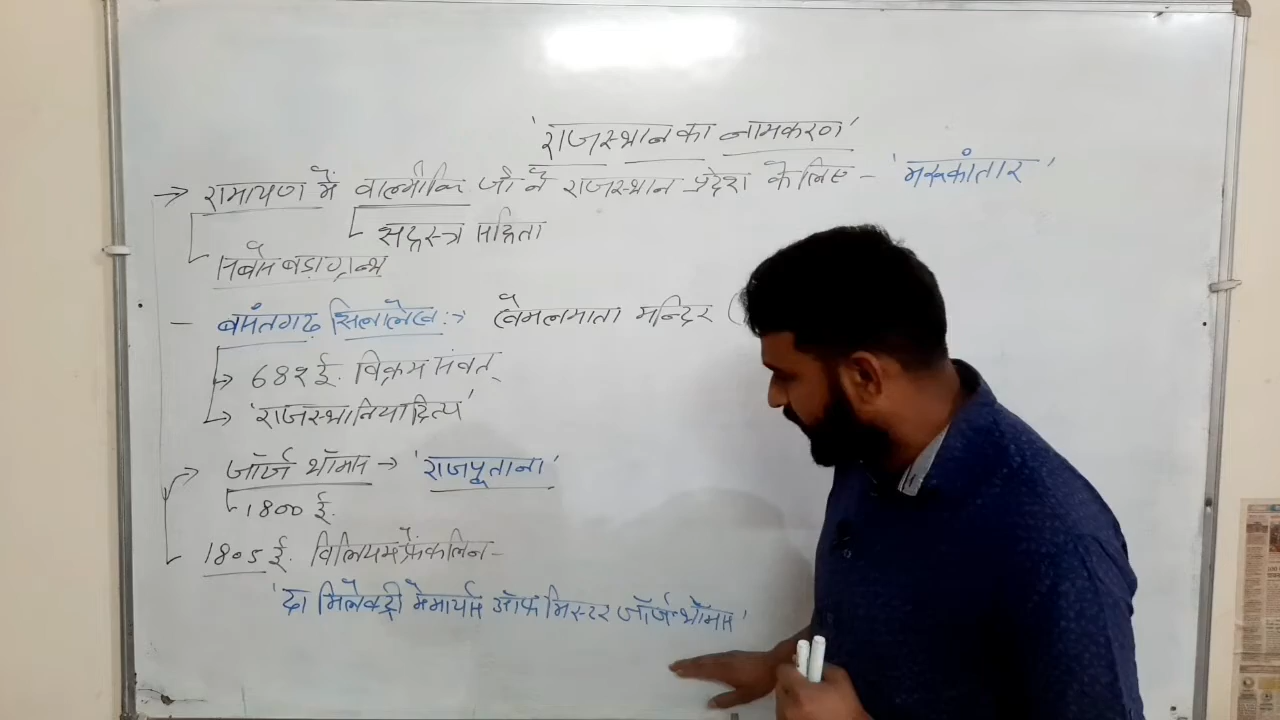 'राजस्थान का नामकरण'
→ रामायण में वाल्मीकि जी ने राजस्थान प्रदेश के लिए - 'मरुकांतार'
सहस्त्र संहिता
सबसे बड़ा ग्रन्थ
- बसंतगढ़ सिलालेख :→ खेमलमाता मन्दिर (
→ 682 ई. विक्रम संवत्
→ 'राजस्थानियादित्य'
→ जॉर्ज थॉमस → 'राजपूताना'
1800 ई.
1805 ई. विलियम फ्रेंकलिन -
'द मिलेक्ट्री मेमायर्स ऑफ मिस्टर जॉर्ज थॉमस'